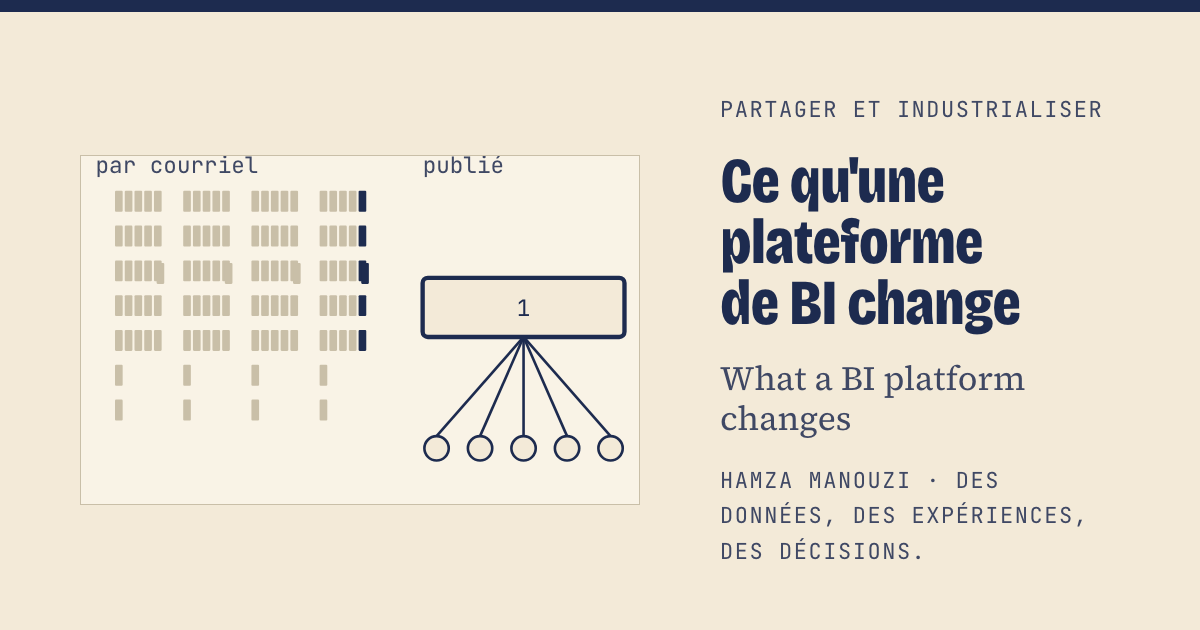 par courriel
publié
1
PARTAGER ET INDUSTRIALISER
Ce qu'une
plateforme
de BI change
What a BI platform
changes
HAMZA MANOUZI · DES
DONNÉES, DES EXPÉRIENCES,
DES DÉCISIONS.